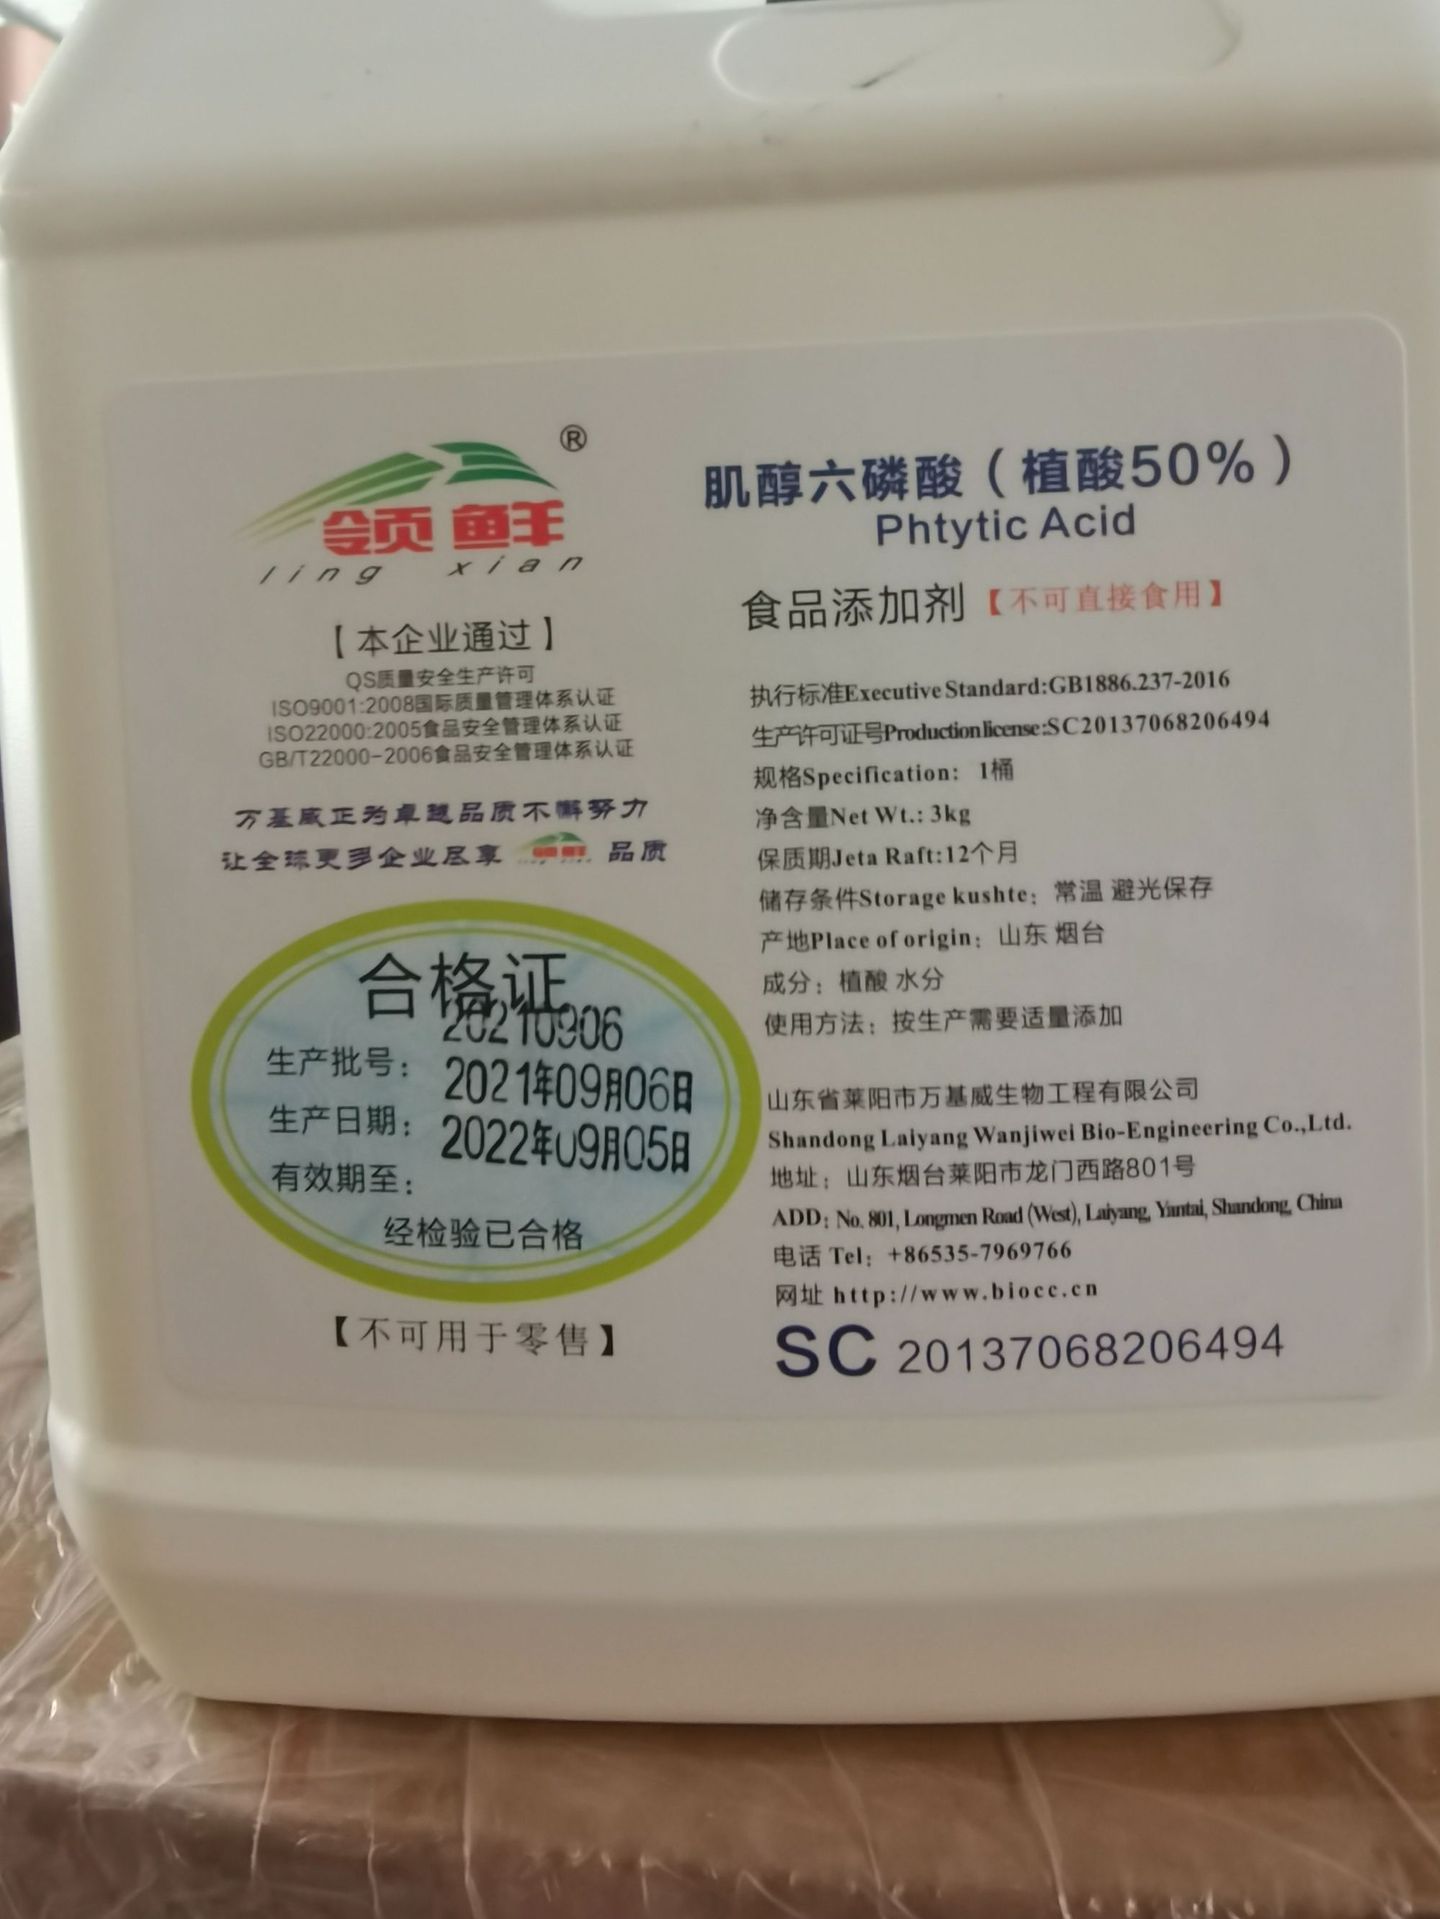 ®
领鲜
ling xian
【本企业通过】
QS质量安全生产许可
ISO9001:2008国际质量管理体系认证
ISO22000:2005食品安全管理体系认证
GB/T22000-2006食品安全管理体系认证
万基威正为卓越品质不懈努力
让全球更多企业尽享 领鲜 ling xian 品质
合格证
生产批号： 20210906
生产日期： 2021年09月06日
有效期至： 2022年09月05日
经检验已合格
【不可用于零售】
肌醇六磷酸（植酸50%）
Phtytic Acid
食品添加剂【不可直接食用】
执行标准Executive Standard:GB1886.237-2016
生产许可证号Production license:SC20137068206494
规格Specification: 1桶
净含量Net Wt.: 3kg
保质期Jeta Raft:12个月
储存条件Storage kushte: 常温 避光保存
产地Place of origin: 山东 烟台
成分：植酸 水分
使用方法：按生产需要适量添加
山东省莱阳市万基威生物工程有限公司
Shandong Laiyang Wanjiwei Bio-Engineering Co.,Ltd.
地址：山东烟台莱阳市龙门西路801号
ADD: No. 801, Longmen Road (West), Laiyang, Yantai, Shandong, China
电话 Tel: +86535-7969766
网址 http://www.biocc.cn
SC 20137068206494